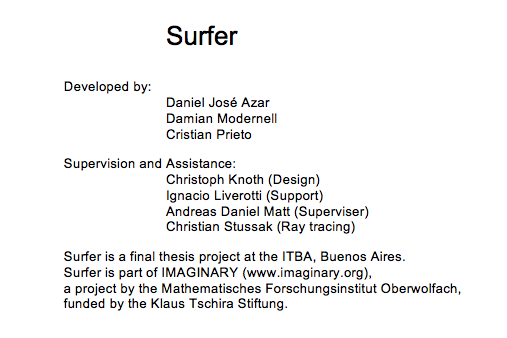 Surfer
Developed by:
Daniel José Azar
Damian Modernell
Cristian Prieto
Supervision and Assistance:
Christoph Knoth (Design)
Ignacio Liverotti (Support)
Andreas Daniel Matt (Superviser)
Christian Stussak (Ray tracing)
Surfer is a final thesis project at the ITBA, Buenos Aires.
Surfer is part of IMAGINARY (www.imaginary.org),
a project by the Mathematisches Forschungsinstitut Oberwolfach,
funded by the Klaus Tschira Stiftung.